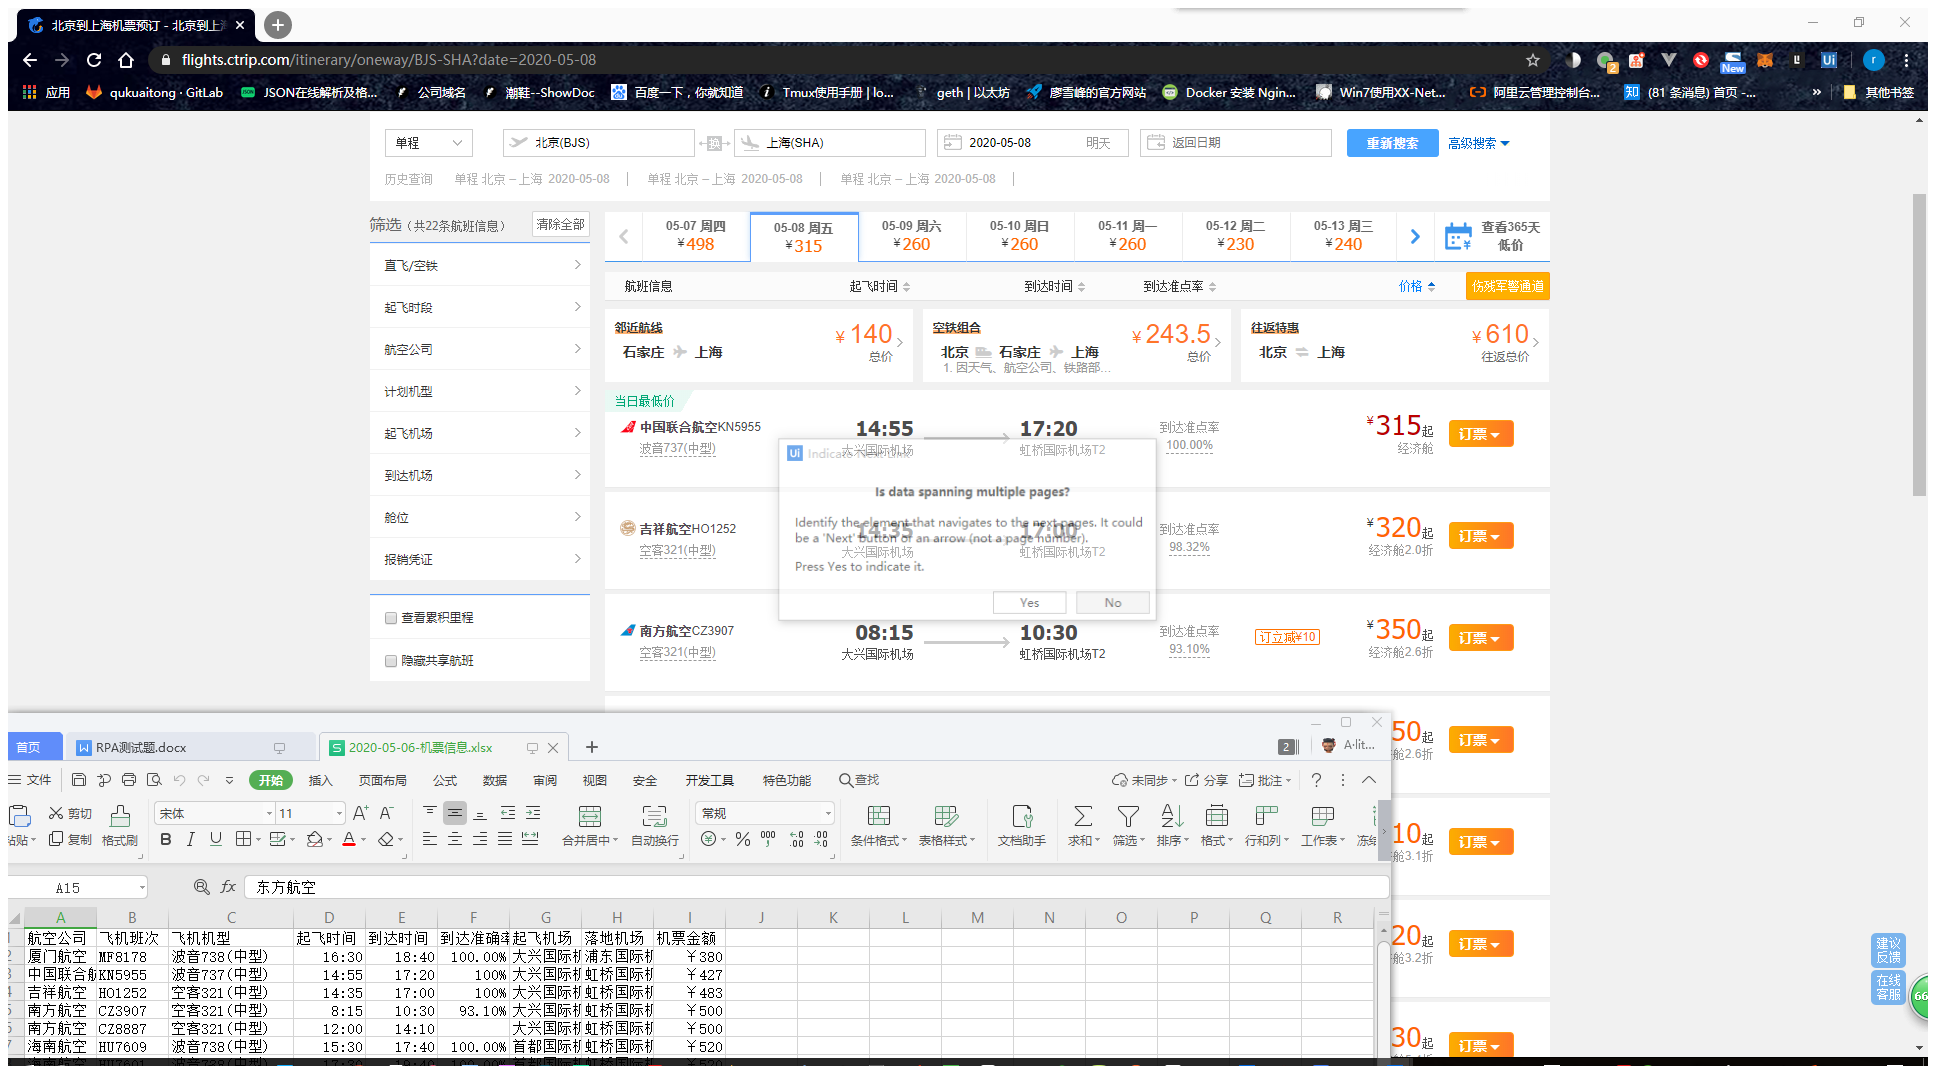 北京到上海机票预订 - 北京到上海
flights.ctrip.com/itinerary/oneway/BJS-SHA?date=2020-05-08
2 New Ui r
应用 qukuaitong · GitLab JSON在线解析及格... 公司域名 潮鞋--ShowDoc 百度一下，你就知道 Tmux使用手册 | lo... geth | 以太坊 廖雪峰的官方网站 Docker 安装 Ngin... Win7使用XX-Net... 阿里云管理控制台... 知 (81 条消息) 首页 -... » 其他书签
单程 北京(BJS) 换 上海(SHA) 2020-05-08 明天 返回日期 重新搜索 高级搜索
历史查询 单程 北京 – 上海 2020-05-08 | 单程 北京 – 上海 2020-05-08 | 单程 北京 – 上海 2020-05-08 |
筛选（共22条航班信息） 清除全部
直飞/空铁
起飞时段
航空公司
计划机型
起飞机场
到达机场
舱位
报销凭证
查看累积里程
隐藏共享航班
05-07 周四 05-08 周五 05-09 周六 05-10 周日 05-11 周一 05-12 周二 05-13 周三 查看365天
¥498 ¥315 ¥260 ¥260 ¥260 ¥230 ¥240 低价
航班信息 起飞时间 到达时间 到达准点率 价格 伤残军警通道
邻近航线 ¥140 空铁组合 ¥243.5 往返特惠 ¥610
石家庄 上海 总价 北京 石家庄 上海 总价 北京 上海 往返总价
1. 因天气、航空公司、铁路部...
当日最低价
中国联合航空KN5955 14:55 17:20 到达准点率 ¥315起 订票
波音737(中型) 大兴国际机场 虹桥国际机场T2 100.00% 经济舱
吉祥航空HO1252 14:35 17:00 到达准点率 ¥320起 订票
空客321(中型) 大兴国际机场 虹桥国际机场T2 98.32% 经济舱2.0折
南方航空CZ3907 08:15 10:30 到达准点率 订立减¥10 ¥350起 订票
空客321(中型) 大兴国际机场 虹桥国际机场T2 93.10% 经济舱2.6折
Ui Indicate Next Link
Is data spanning multiple pages?
Identify the element that navigates to the next pages. It could
be a 'Next' button or an arrow (not a page number).
Press Yes to indicate it.
Yes No
50起 订票
舱2.6折
10起 订票
舱3.1折
20起 订票
舱3.2折
30起 订票
建议
反馈
在线
客服
66
首页 RPA测试题.docx 2020-05-06-机票信息.xlsx 2 A·lit...
文件 开始 插入 页面布局 公式 数据 审阅 视图 安全 开发工具 特色功能 查找 未同步 分享 批注 ?
剪切 宋体 11 A+ A- 常规
粘贴 复制 格式刷 B I U A 合并居中 自动换行 % 000 .00 .00 条件格式 表格样式 文档助手 求和 筛选 排序 格式 行和列 工作表 冻结
A15 fx 东方航空
A B C D E F G H I J K L M N O P Q R
航空公司 飞机班次 飞机机型 起飞时间 到达时间 到达准确率 起飞机场 落地机场 机票金额
厦门航空 MF8178 波音738(中型) 16:30 18:40 100.00% 大兴国际机 浦东国际机 ￥380
中国联合航 KN5955 波音737(中型) 14:55 17:20 100% 大兴国际机 虹桥国际机 ￥427
吉祥航空 HO1252 空客321(中型) 14:35 17:00 100% 大兴国际机 虹桥国际机 ￥483
南方航空 CZ3907 空客321(中型) 8:15 10:30 93.10% 大兴国际机 虹桥国际机 ￥500
南方航空 CZ8887 空客321(中型) 12:00 14:10 大兴国际机 虹桥国际机 ￥500
海南航空 HU7609 波音738(中型) 15:30 17:40 100.00% 首都国际机 虹桥国际机 ￥520